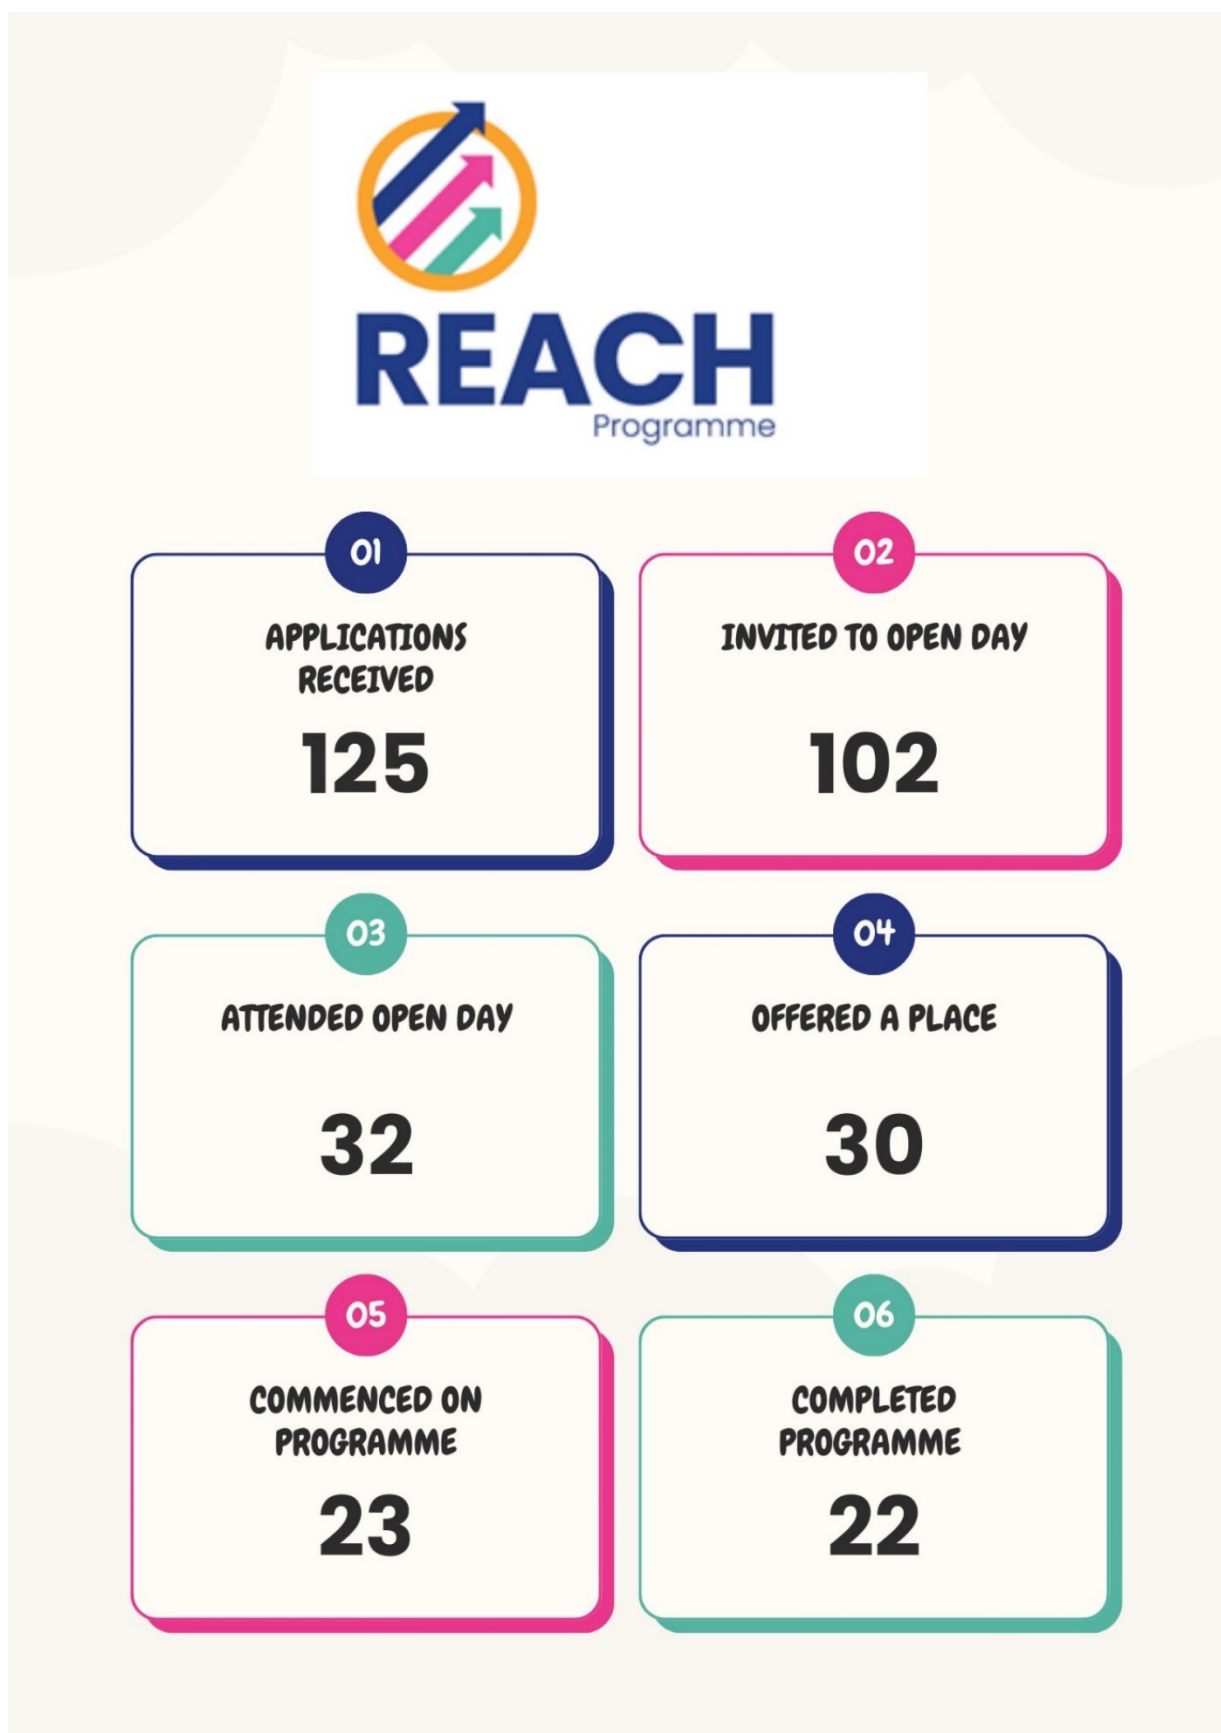 REACH
Programme
01
APPLICATIONS
RECEIVED
125
02
INVITED TO OPEN DAY
102
03
ATTENDED OPEN DAY
32
04
OFFERED A PLACE
30
05
COMMENCED ON
PROGRAMME
23
06
COMPLETED
PROGRAMME
22